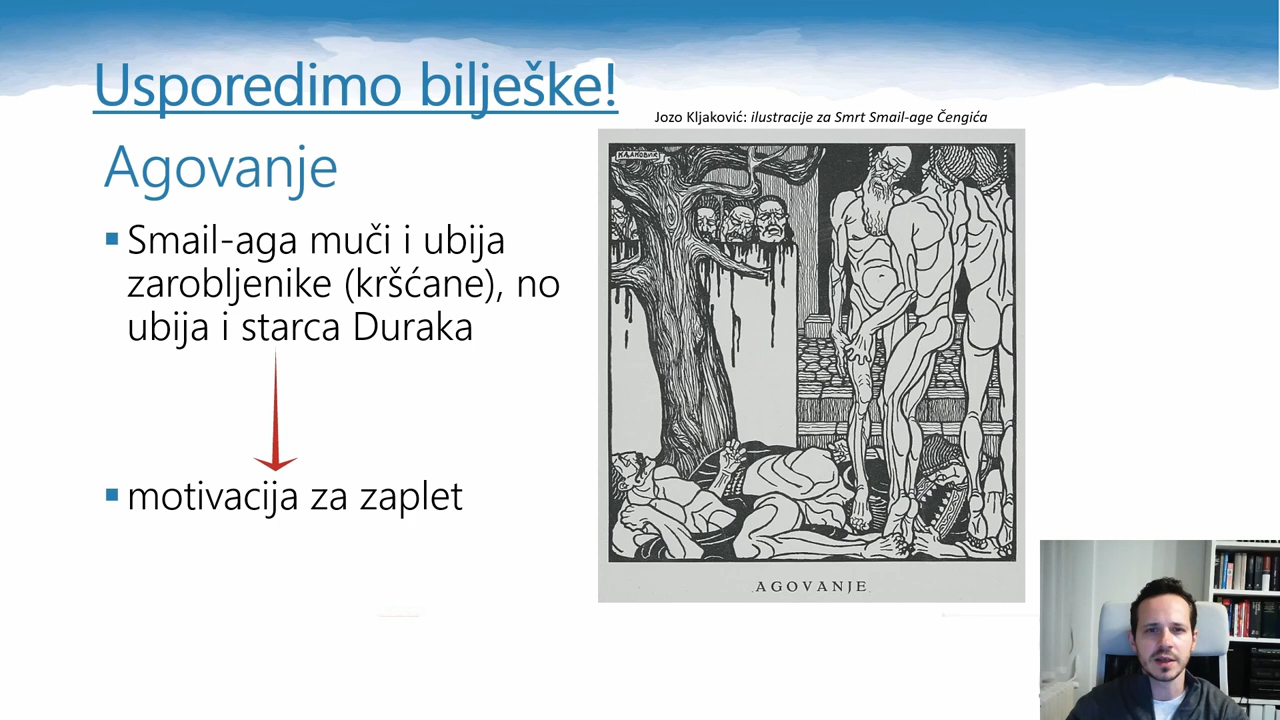 Usporedimo bilješke!
Jozo Kljaković: ilustracije za Smrt Smail-age Čengića
Agovanje
Smail-aga muči i ubija
zarobljenike (kršćane), no
ubija i starca Duraka
motivacija za zaplet
AGOVANJE